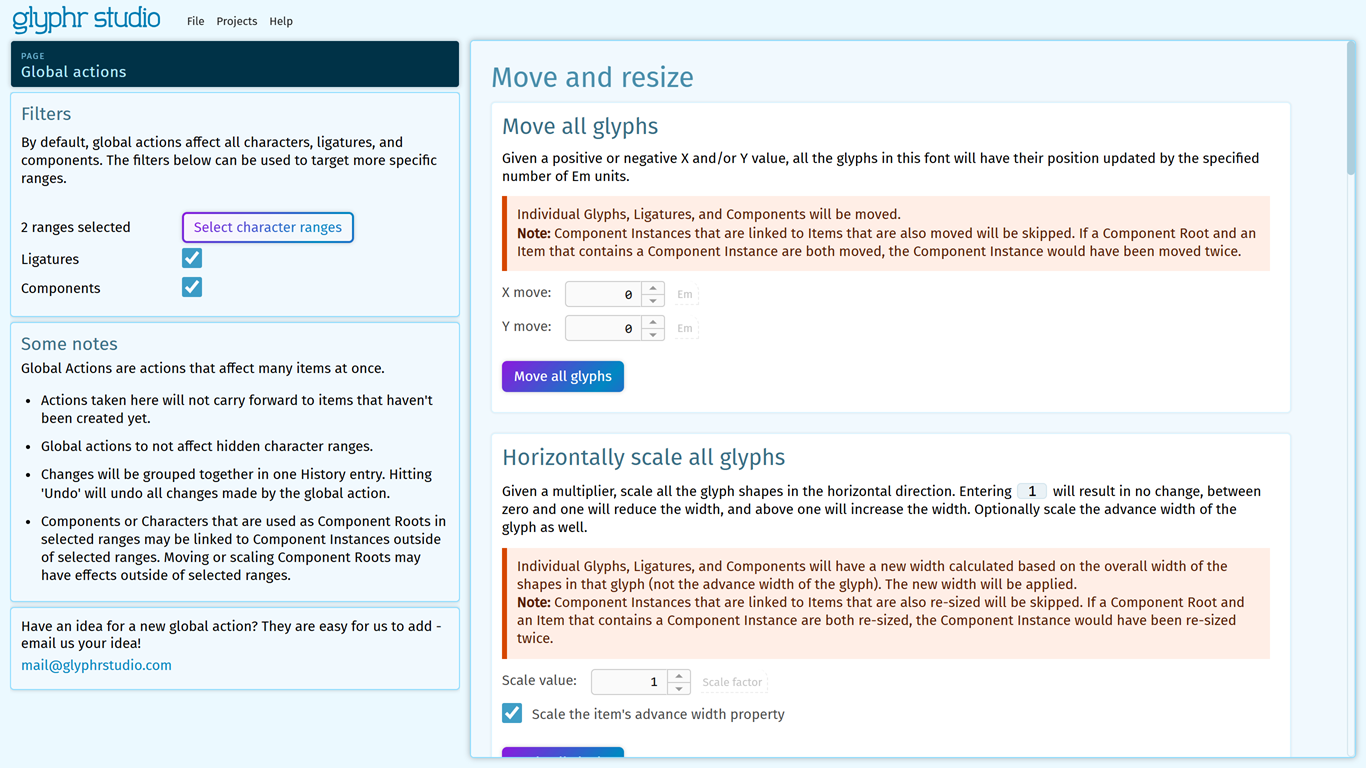 glyphr studio
File Projects Help
PAGE
Global actions
Filters
By default, global actions affect all characters, ligatures, and
components. The filters below can be used to target more specific
ranges.
2 ranges selected
Select character ranges
Ligatures
Components
Some notes
Global Actions are actions that affect many items at once.
• Actions taken here will not carry forward to items that haven't
been created yet.
• Global actions to not affect hidden character ranges.
• Changes will be grouped together in one History entry. Hitting
'Undo' will undo all changes made by the global action.
• Components or Characters that are used as Component Roots in
selected ranges may be linked to Component Instances outside
of selected ranges. Moving or scaling Component Roots may
have effects outside of selected ranges.
Have an idea for a new global action? They are easy for us to add -
email us your idea!
mail@glyphrstudio.com
Move and resize
Move all glyphs
Given a positive or negative X and/or Y value, all the glyphs in this font will have their position updated by the specified
number of Em units.
Individual Glyphs, Ligatures, and Components will be moved.
Note: Component Instances that are linked to Items that are also moved will be skipped. If a Component Root and an
Item that contains a Component Instance are both moved, the Component Instance would have been moved twice.
X move: 0 Em
Y move: 0 Em
Move all glyphs
Horizontally scale all glyphs
Given a multiplier, scale all the glyph shapes in the horizontal direction. Entering 1 will result in no change, between
zero and one will reduce the width, and above one will increase the width. Optionally scale the advance width of the
glyph as well.
Individual Glyphs, Ligatures, and Components will have a new width calculated based on the overall width of the
shapes in that glyph (not the advance width of the glyph). The new width will be applied.
Note: Component Instances that are linked to Items that are also re-sized will be skipped. If a Component Root and
an Item that contains a Component Instance are both re-sized, the Component Instance would have been re-sized
twice.
Scale value: 1 Scale factor
Scale the item's advance width property